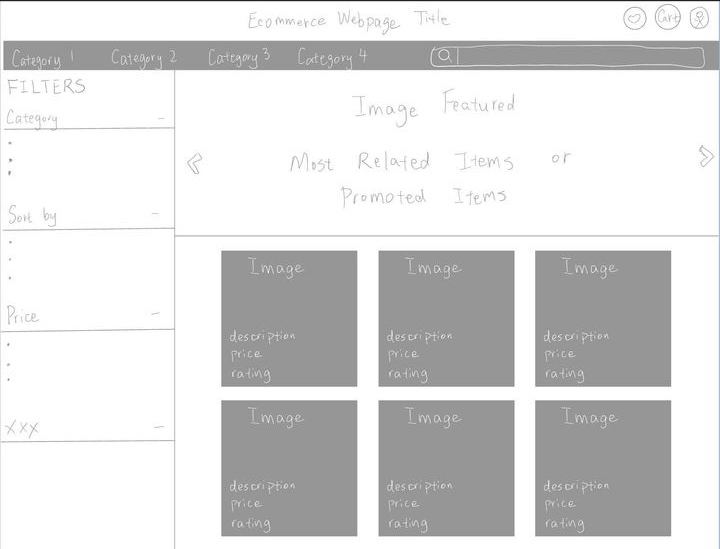 Ecommerce Webpage Title
Cart
Category 1 Category 2 Category 3 Category 4
FILTERS
Category
Sort by
Price
XXX
Image Featured
Most Related Items or
Promoted Items
Image
description
price
rating
Image
description
price
rating
Image
description
price
rating
Image
description
price
rating
Image
description
price
rating
Image
description
price
rating